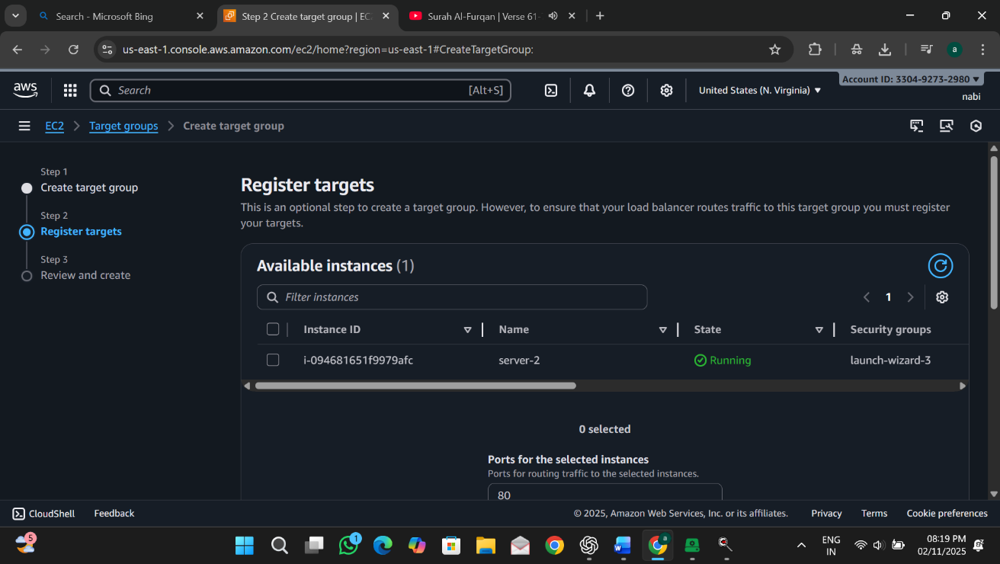 Search - Microsoft Bing
Step 2 Create target group | EC
Surah Al-Furqan | Verse 61-
us-east-1.console.aws.amazon.com/ec2/home?region=us-east-1#CreateTargetGroup:
a
aws
Search
[Alt+S]
United States (N. Virginia)
Account ID: 3304-9273-2980
nabi
EC2
Target groups
Create target group
Step 1
Create target group
Step 2
Register targets
Step 3
Review and create
Register targets
This is an optional step to create a target group. However, to ensure that your load balancer routes traffic to this target group you must register
your targets.
Available instances (1)
Filter instances
1
Instance ID
Name
State
Security groups
i-094681651f9979afc
server-2
Running
launch-wizard-3
0 selected
Ports for the selected instances
Ports for routing traffic to the selected instances.
80
CloudShell
Feedback
© 2025, Amazon Web Services, Inc. or its affiliates.
Privacy
Terms
Cookie preferences
5
1
W
a
ENG
IN
08:19 PM
02/11/2025